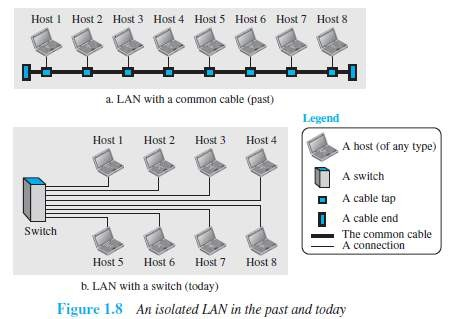 Host 1 Host 2 Host 3 Host 4 Host 5 Host 6 Host 7 Host 8
a. LAN with a common cable (past)
Legend
A host (of any type)
A switch
A cable tap
A cable end
The common cable
A connection
Host 1 Host 2 Host 3 Host 4
Switch
Host 5 Host 6 Host 7 Host 8
b. LAN with a switch (today)
Figure 1.8 An isolated LAN in the past and today